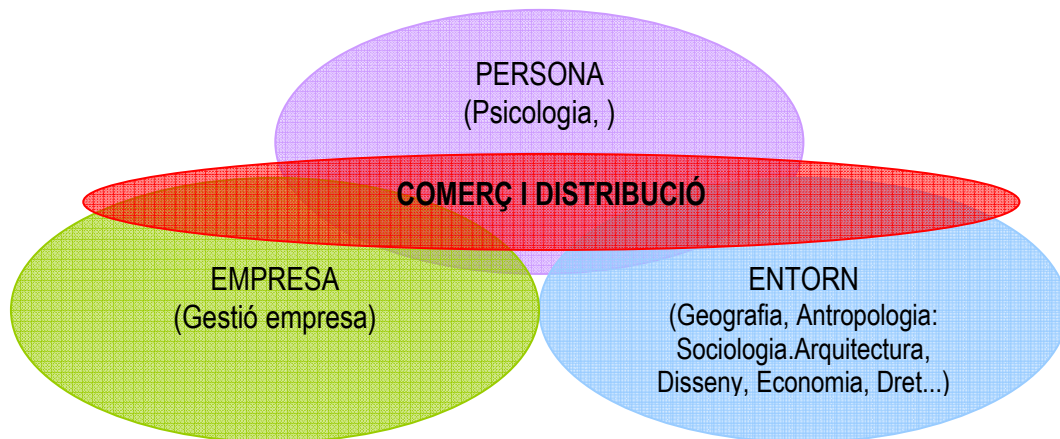 PERSONA
(Psicologia, )
COMERÇ I DISTRIBUCIÓ
EMPRESA
(Gestió empresa)
ENTORN
(Geografia, Antropologia:
Sociologia.Arquitectura,
Disseny, Economia, Dret...)